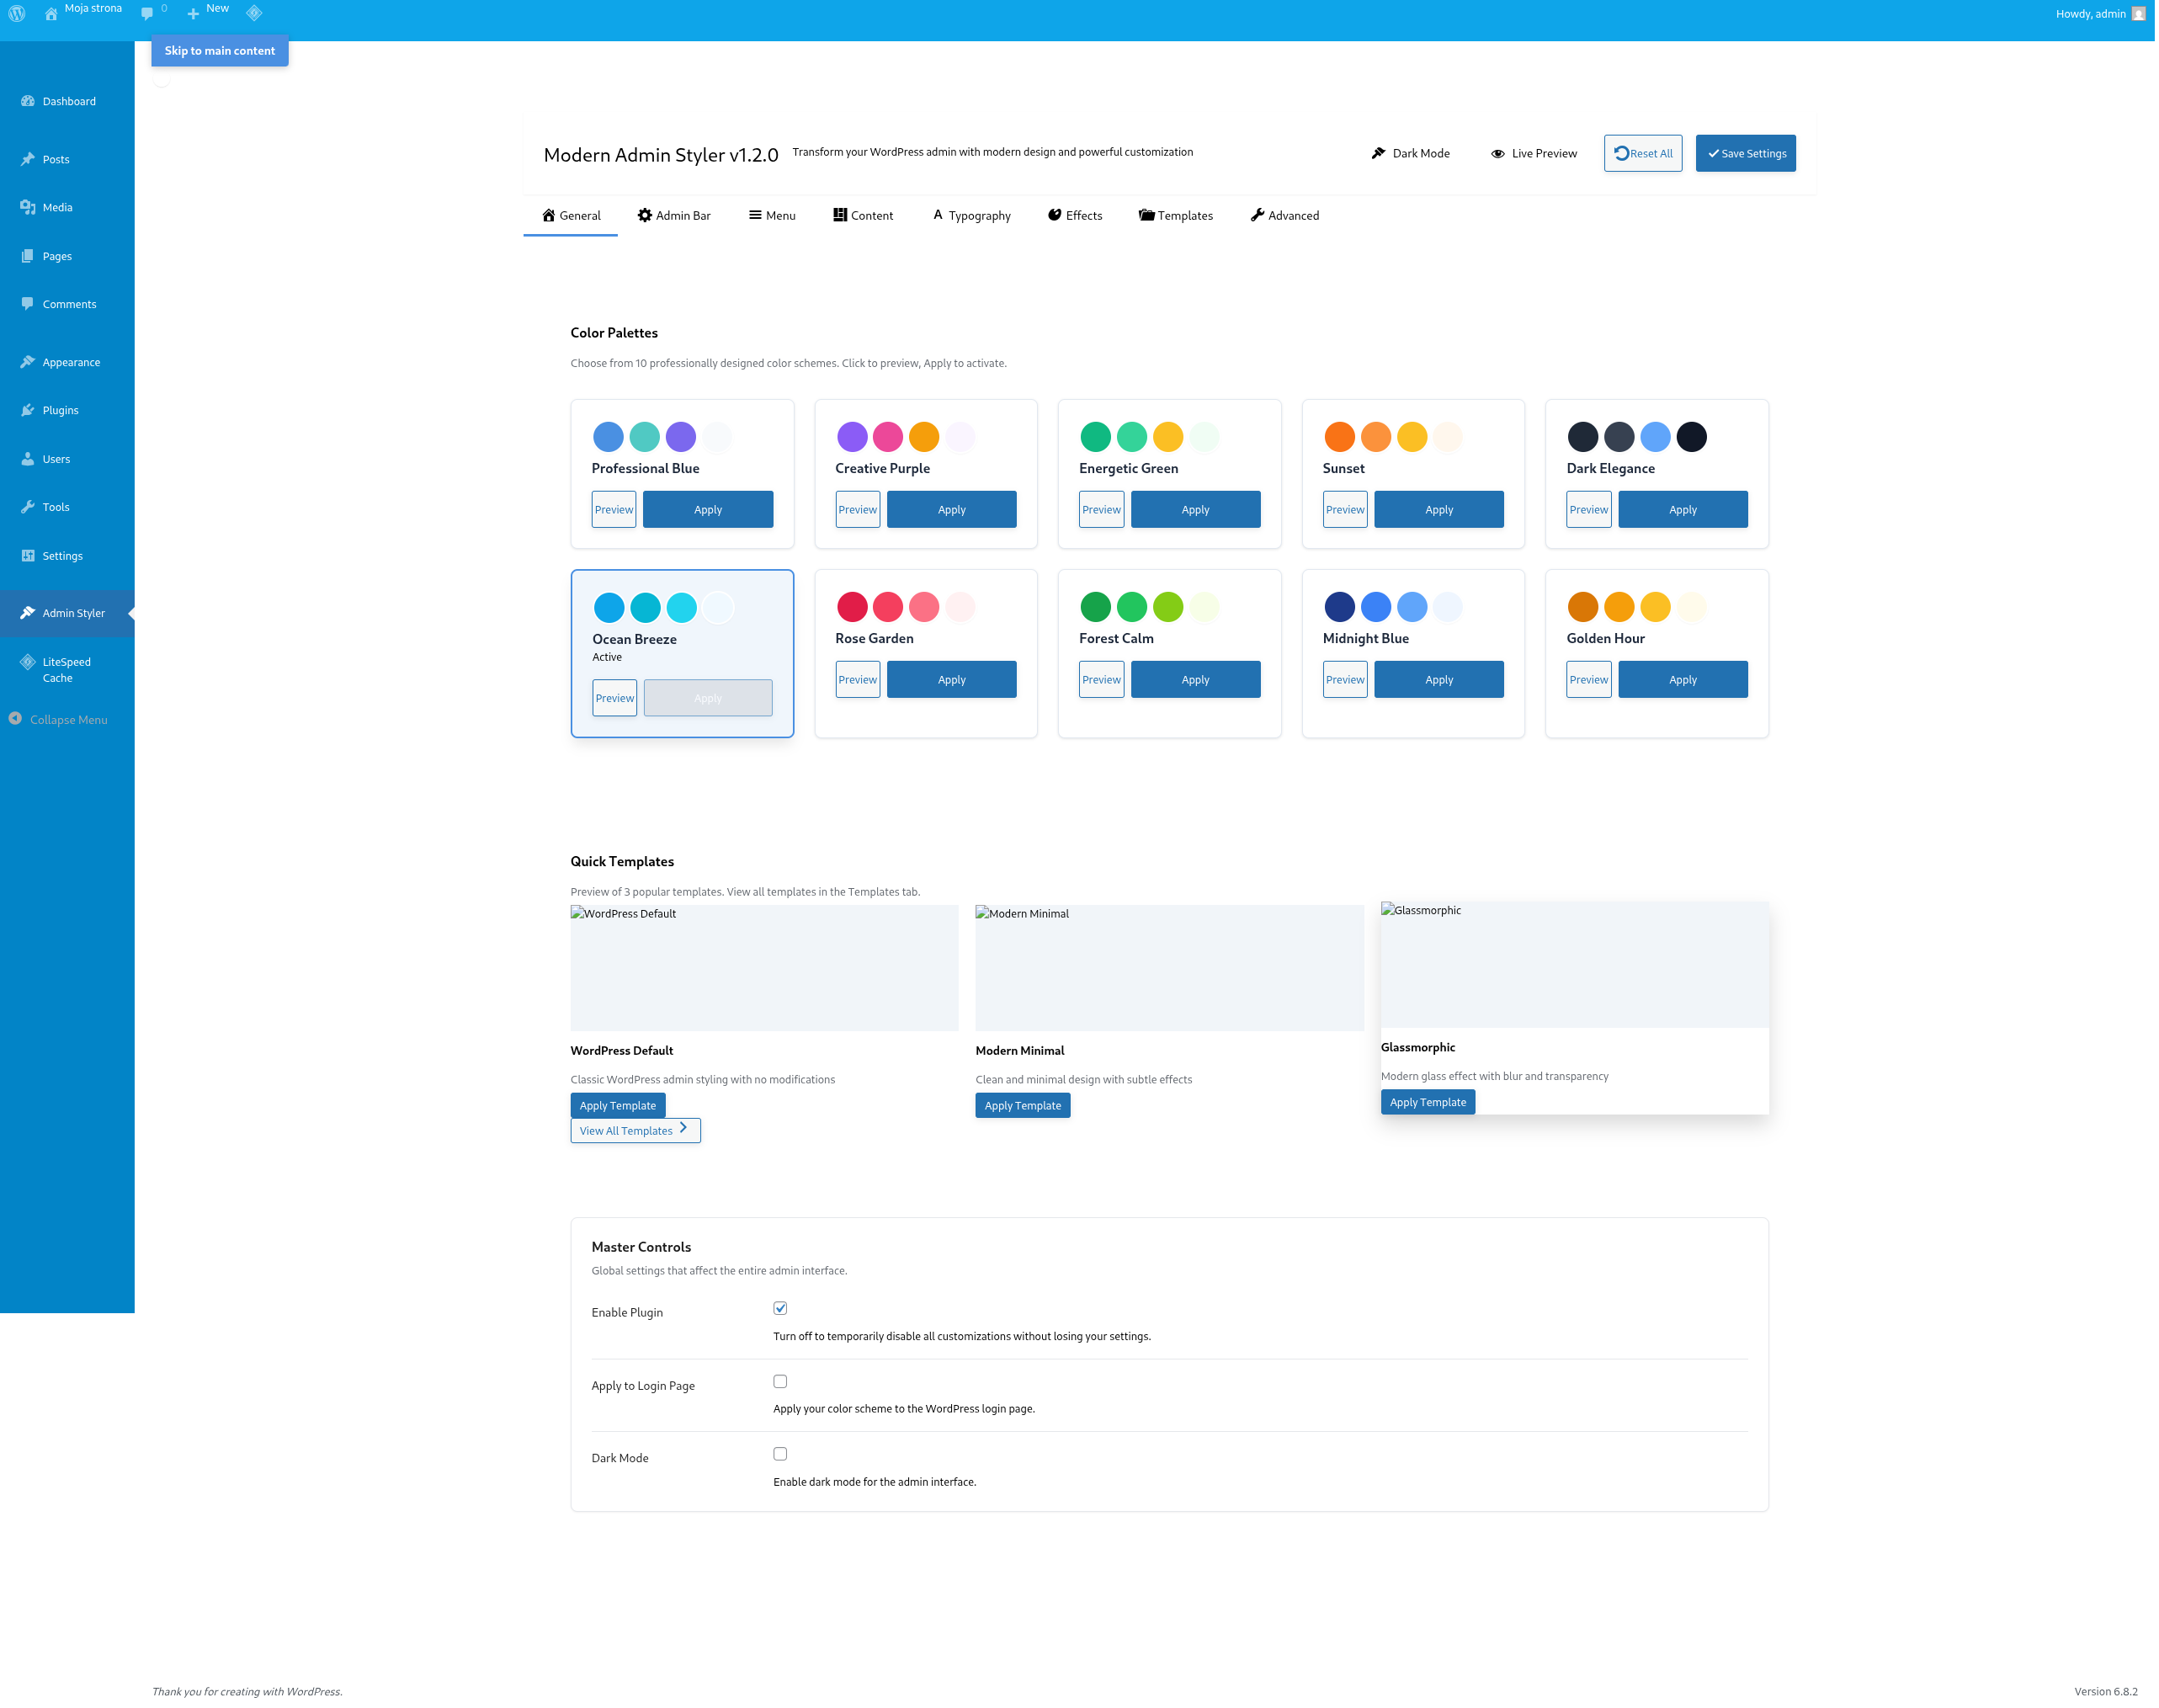 Moja strona
0
New
Howdy, admin
Skip to main content
Dashboard
Posts
Media
Pages
Comments
Appearance
Plugins
Users
Tools
Settings
Admin Styler
LiteSpeed
Cache
Collapse Menu
Modern Admin Styler v1.2.0
Transform your WordPress admin with modern design and powerful customization
Dark Mode
Live Preview
Reset All
Save Settings
General
Admin Bar
Menu
Content
Typography
Effects
Templates
Advanced
Color Palettes
Choose from 10 professionally designed color schemes. Click to preview, Apply to activate.
Professional Blue
Preview
Apply
Creative Purple
Preview
Apply
Energetic Green
Preview
Apply
Sunset
Preview
Apply
Dark Elegance
Preview
Apply
Ocean Breeze
Active
Preview
Apply
Rose Garden
Preview
Apply
Forest Calm
Preview
Apply
Midnight Blue
Preview
Apply
Golden Hour
Preview
Apply
Quick Templates
Preview of 3 popular templates. View all templates in the Templates tab.
WordPress Default
WordPress Default
Classic WordPress admin styling with no modifications
Apply Template
Modern Minimal
Modern Minimal
Clean and minimal design with subtle effects
Apply Template
Glassmorphic
Glassmorphic
Modern glass effect with blur and transparency
Apply Template
View All Templates
Master Controls
Global settings that affect the entire admin interface.
Enable Plugin
Turn off to temporarily disable all customizations without losing your settings.
Apply to Login Page
Apply your color scheme to the WordPress login page.
Dark Mode
Enable dark mode for the admin interface.
Thank you for creating with WordPress.
Version 6.8.2